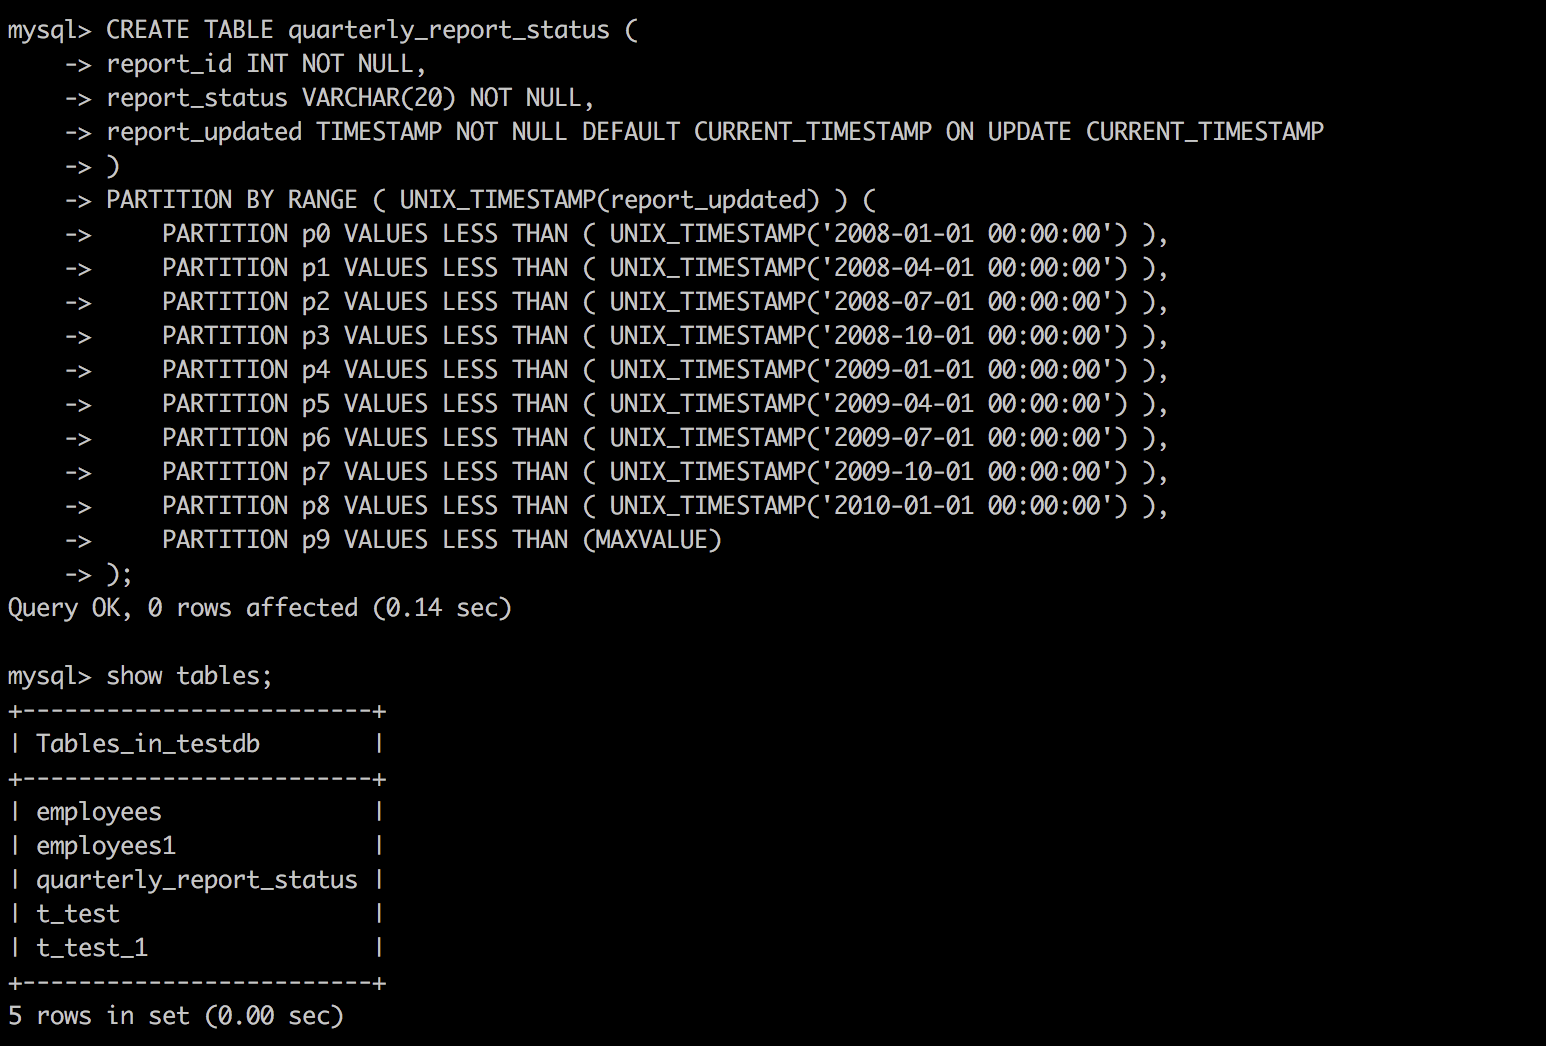 mysql> CREATE TABLE quarterly_report_status (
    -> report_id INT NOT NULL,
    -> report_status VARCHAR(20) NOT NULL,
    -> report_updated TIMESTAMP NOT NULL DEFAULT CURRENT_TIMESTAMP ON UPDATE CURRENT_TIMESTAMP
    -> )
    -> PARTITION BY RANGE ( UNIX_TIMESTAMP(report_updated) ) (
    ->     PARTITION p0 VALUES LESS THAN ( UNIX_TIMESTAMP('2008-01-01 00:00:00') ),
    ->     PARTITION p1 VALUES LESS THAN ( UNIX_TIMESTAMP('2008-04-01 00:00:00') ),
    ->     PARTITION p2 VALUES LESS THAN ( UNIX_TIMESTAMP('2008-07-01 00:00:00') ),
    ->     PARTITION p3 VALUES LESS THAN ( UNIX_TIMESTAMP('2008-10-01 00:00:00') ),
    ->     PARTITION p4 VALUES LESS THAN ( UNIX_TIMESTAMP('2009-01-01 00:00:00') ),
    ->     PARTITION p5 VALUES LESS THAN ( UNIX_TIMESTAMP('2009-04-01 00:00:00') ),
    ->     PARTITION p6 VALUES LESS THAN ( UNIX_TIMESTAMP('2009-07-01 00:00:00') ),
    ->     PARTITION p7 VALUES LESS THAN ( UNIX_TIMESTAMP('2009-10-01 00:00:00') ),
    ->     PARTITION p8 VALUES LESS THAN ( UNIX_TIMESTAMP('2010-01-01 00:00:00') ),
    ->     PARTITION p9 VALUES LESS THAN (MAXVALUE)
    -> );
Query OK, 0 rows affected (0.14 sec)

mysql> show tables;
+-------------------------+
| Tables_in_testdb        |
+-------------------------+
| employees               |
| employees1              |
| quarterly_report_status |
| t_test                  |
| t_test_1                |
+-------------------------+
5 rows in set (0.00 sec)